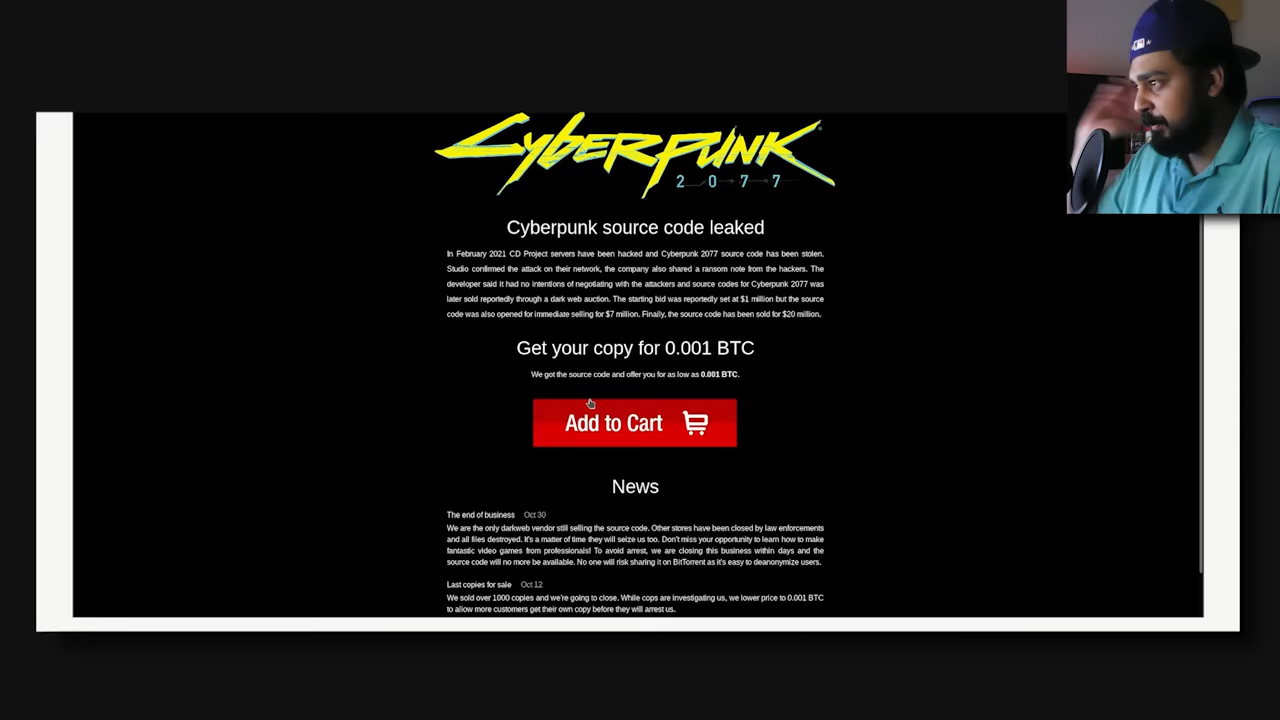 CYBERPUNK
2077
Cyberpunk source code leaked
In February 2021 CD Project servers have been hacked and Cyberpunk 2077 source code has been stolen.
Studio confirmed the attack on their network, the company also shared a ransom note from the hackers. The
developer said it had no intentions of negotiating with the attackers and source codes for Cyberpunk 2077 was
later sold reportedly through a dark web auction. The starting bid was reportedly set at $1 million but the source
code was also opened for immediate selling for $7 million. Finally, the source code has been sold for $20 million.
Get your copy for 0.001 BTC
We got the source code and offer you for as low as 0.001 BTC.
Add to Cart
News
The end of business Oct 30
We are the only darkweb vendor still selling the source code. Other stores have been closed by law enforcements
and all files destroyed. It's a matter of time they will seize us too. Don't miss your opportunity to learn how to make
fantastic video games from professionals! To avoid arrest, we are closing this business within days and the
source code will no more be available. No one will risk sharing it on BitTorrent as it's easy to deanonymize users.
Last copies for sale Oct 12
We sold over 1000 copies and we're going to close. While cops are investigating us, we lower price to 0.001 BTC
to allow more customers get their own copy before they will arrest us.